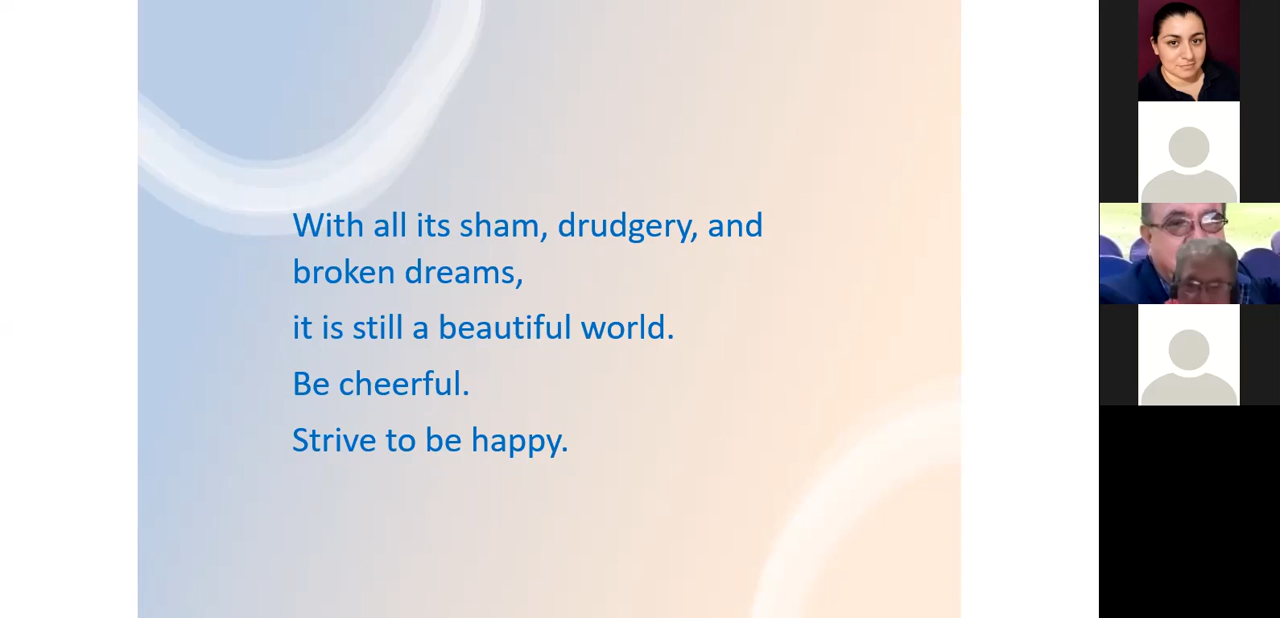 With all its sham, drudgery, and
broken dreams,
it is still a beautiful world.
Be cheerful.
Strive to be happy.